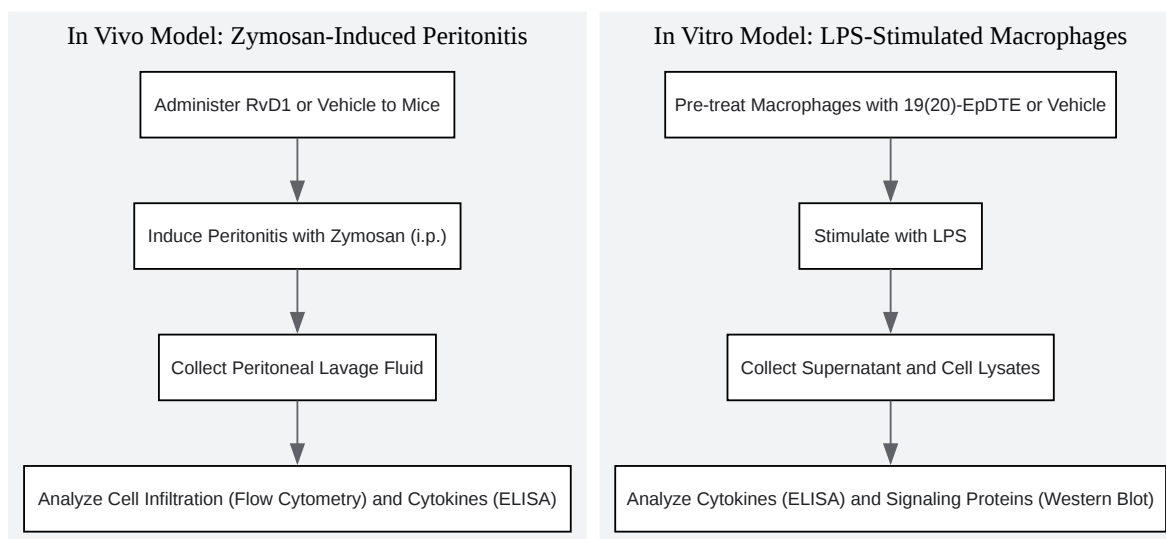 In Vivo Model: Zymosan-Induced Peritonitis
Administer RvD1 or Vehicle to Mice
Induce Peritonitis with Zymosan (i.p.)
Collect Peritoneal Lavage Fluid
Analyze Cell Infiltration (Flow Cytometry) and Cytokines (ELISA)
In Vitro Model: LPS-Stimulated Macrophages
Pre-treat Macrophages with 19(20)-EpDTE or Vehicle
Stimulate with LPS
Collect Supernatant and Cell Lysates
Analyze Cytokines (ELISA) and Signaling Proteins (Western Blot)